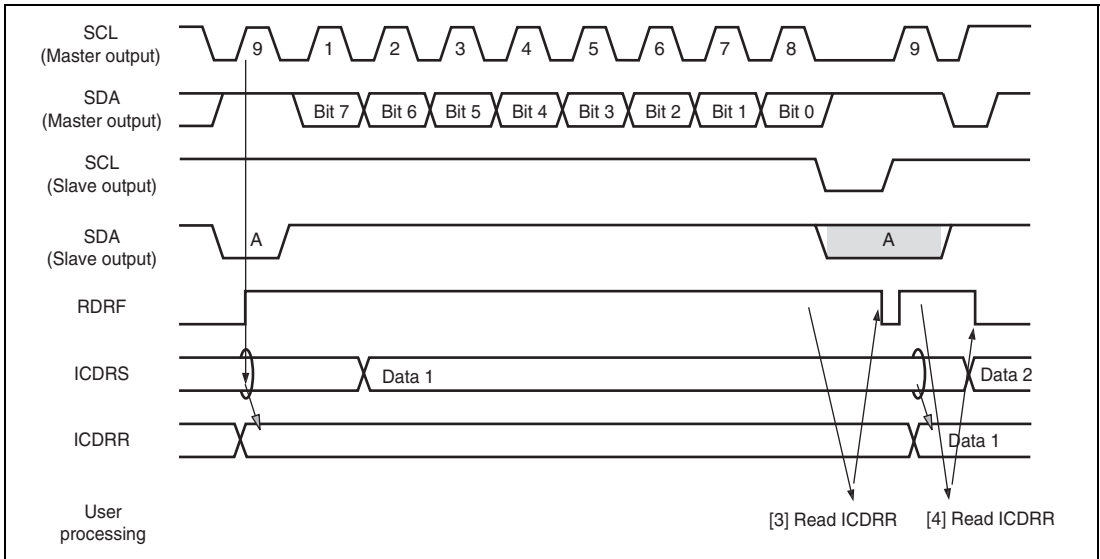 SCL
(Master output)
9 1 2 3 4 5 6 7 8 9
SDA
(Master output)
Bit 7 Bit 6 Bit 5 Bit 4 Bit 3 Bit 2 Bit 1 Bit 0
SCL
(Slave output)
SDA
(Slave output)
A A
RDRF
ICDRS
Data 1 Data 2
ICDRR
Data 1
User
processing
[3] Read ICDRR [4] Read ICDRR